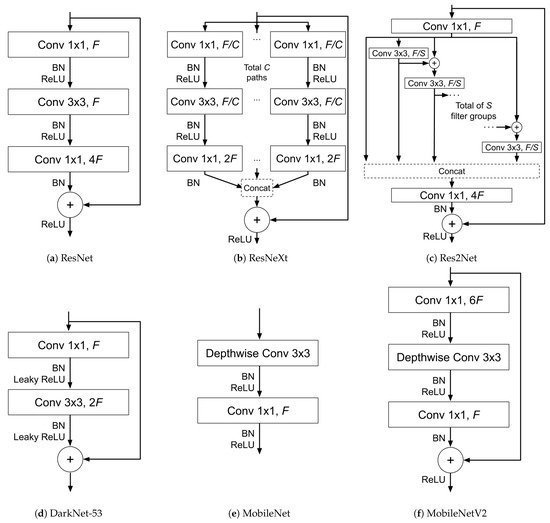 Conv 1x1, F
BN
ReLU
Conv 3x3, F
BN
ReLU
Conv 1x1, 4F
BN
+
ReLU
(a) ResNet
Conv 1x1, F/C
...
Conv 1x1, F/C
BN
ReLU
Total C
paths
BN
ReLU
Conv 3x3, F/C
...
Conv 3x3, F/C
BN
ReLU
BN
ReLU
Conv 1x1, 2F
...
Conv 1x1, 2F
BN
Concat
BN
+
ReLU
(b) ResNeXt
Conv 1x1, F
Conv 3x3, F/S
+
Conv 3x3, F/S
...
Total of S
filter groups
...
+
Conv 3x3, F/S
Concat
Conv 1x1, 4F
BN
+
ReLU
(c) Res2Net
Conv 1x1, F
BN
Leaky ReLU
Conv 3x3, 2F
BN
Leaky ReLU
+
(d) DarkNet-53
Depthwise Conv 3x3
BN
ReLU
Conv 1x1, F
BN
ReLU
(e) MobileNet
Conv 1x1, 6F
BN
ReLU
Depthwise Conv 3x3
BN
ReLU
Conv 1x1, F
BN
+
ReLU
(f) MobileNetV2